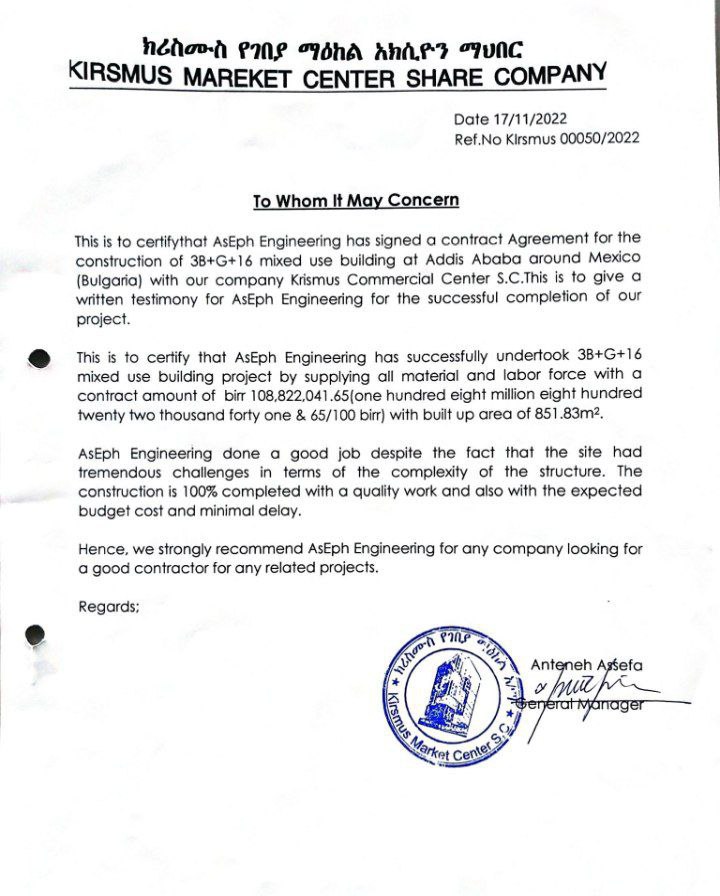 ክሪስሙስ የገበያ ማዕከል አክሲዮን ማህበር
KIRSMUS MAREKET CENTER SHARE COMPANY
Date 17/11/2022
Ref.No KIrsmus 00050/2022
To Whom It May Concern
This is to certifythat AsEph Engineering has signed a contract Agreement for the
construction of 3B+G+16 mixed use building at Addis Ababa around Mexico
(Bulgaria) with our company Krismus Commercial Center S.C.This is to give a
written testimony for AsEph Engineering for the successful completion of our
project.
This is to certify that AsEph Engineering has successfully undertook 3B+G+16
mixed use building project by supplying all material and labor force with a
contract amount of birr 108,822,041.65(one hundred eight million eight hundred
twenty two thousand forty one & 65/100 birr) with built up area of 851.83m².
AsEph Engineering done a good job despite the fact that the site had
tremendous challenges in terms of the complexity of the structure. The
construction is 100% completed with a quality work and also with the expected
budget cost and minimal delay.
Hence, we strongly recommend AsEph Engineering for any company looking for
a good contractor for any related projects.
Regards;
Anteneh Assefa
General Manager
ክሪስሙስ የገበያ ማዕከል አ/ማ
Kirsmus Market Center S.C